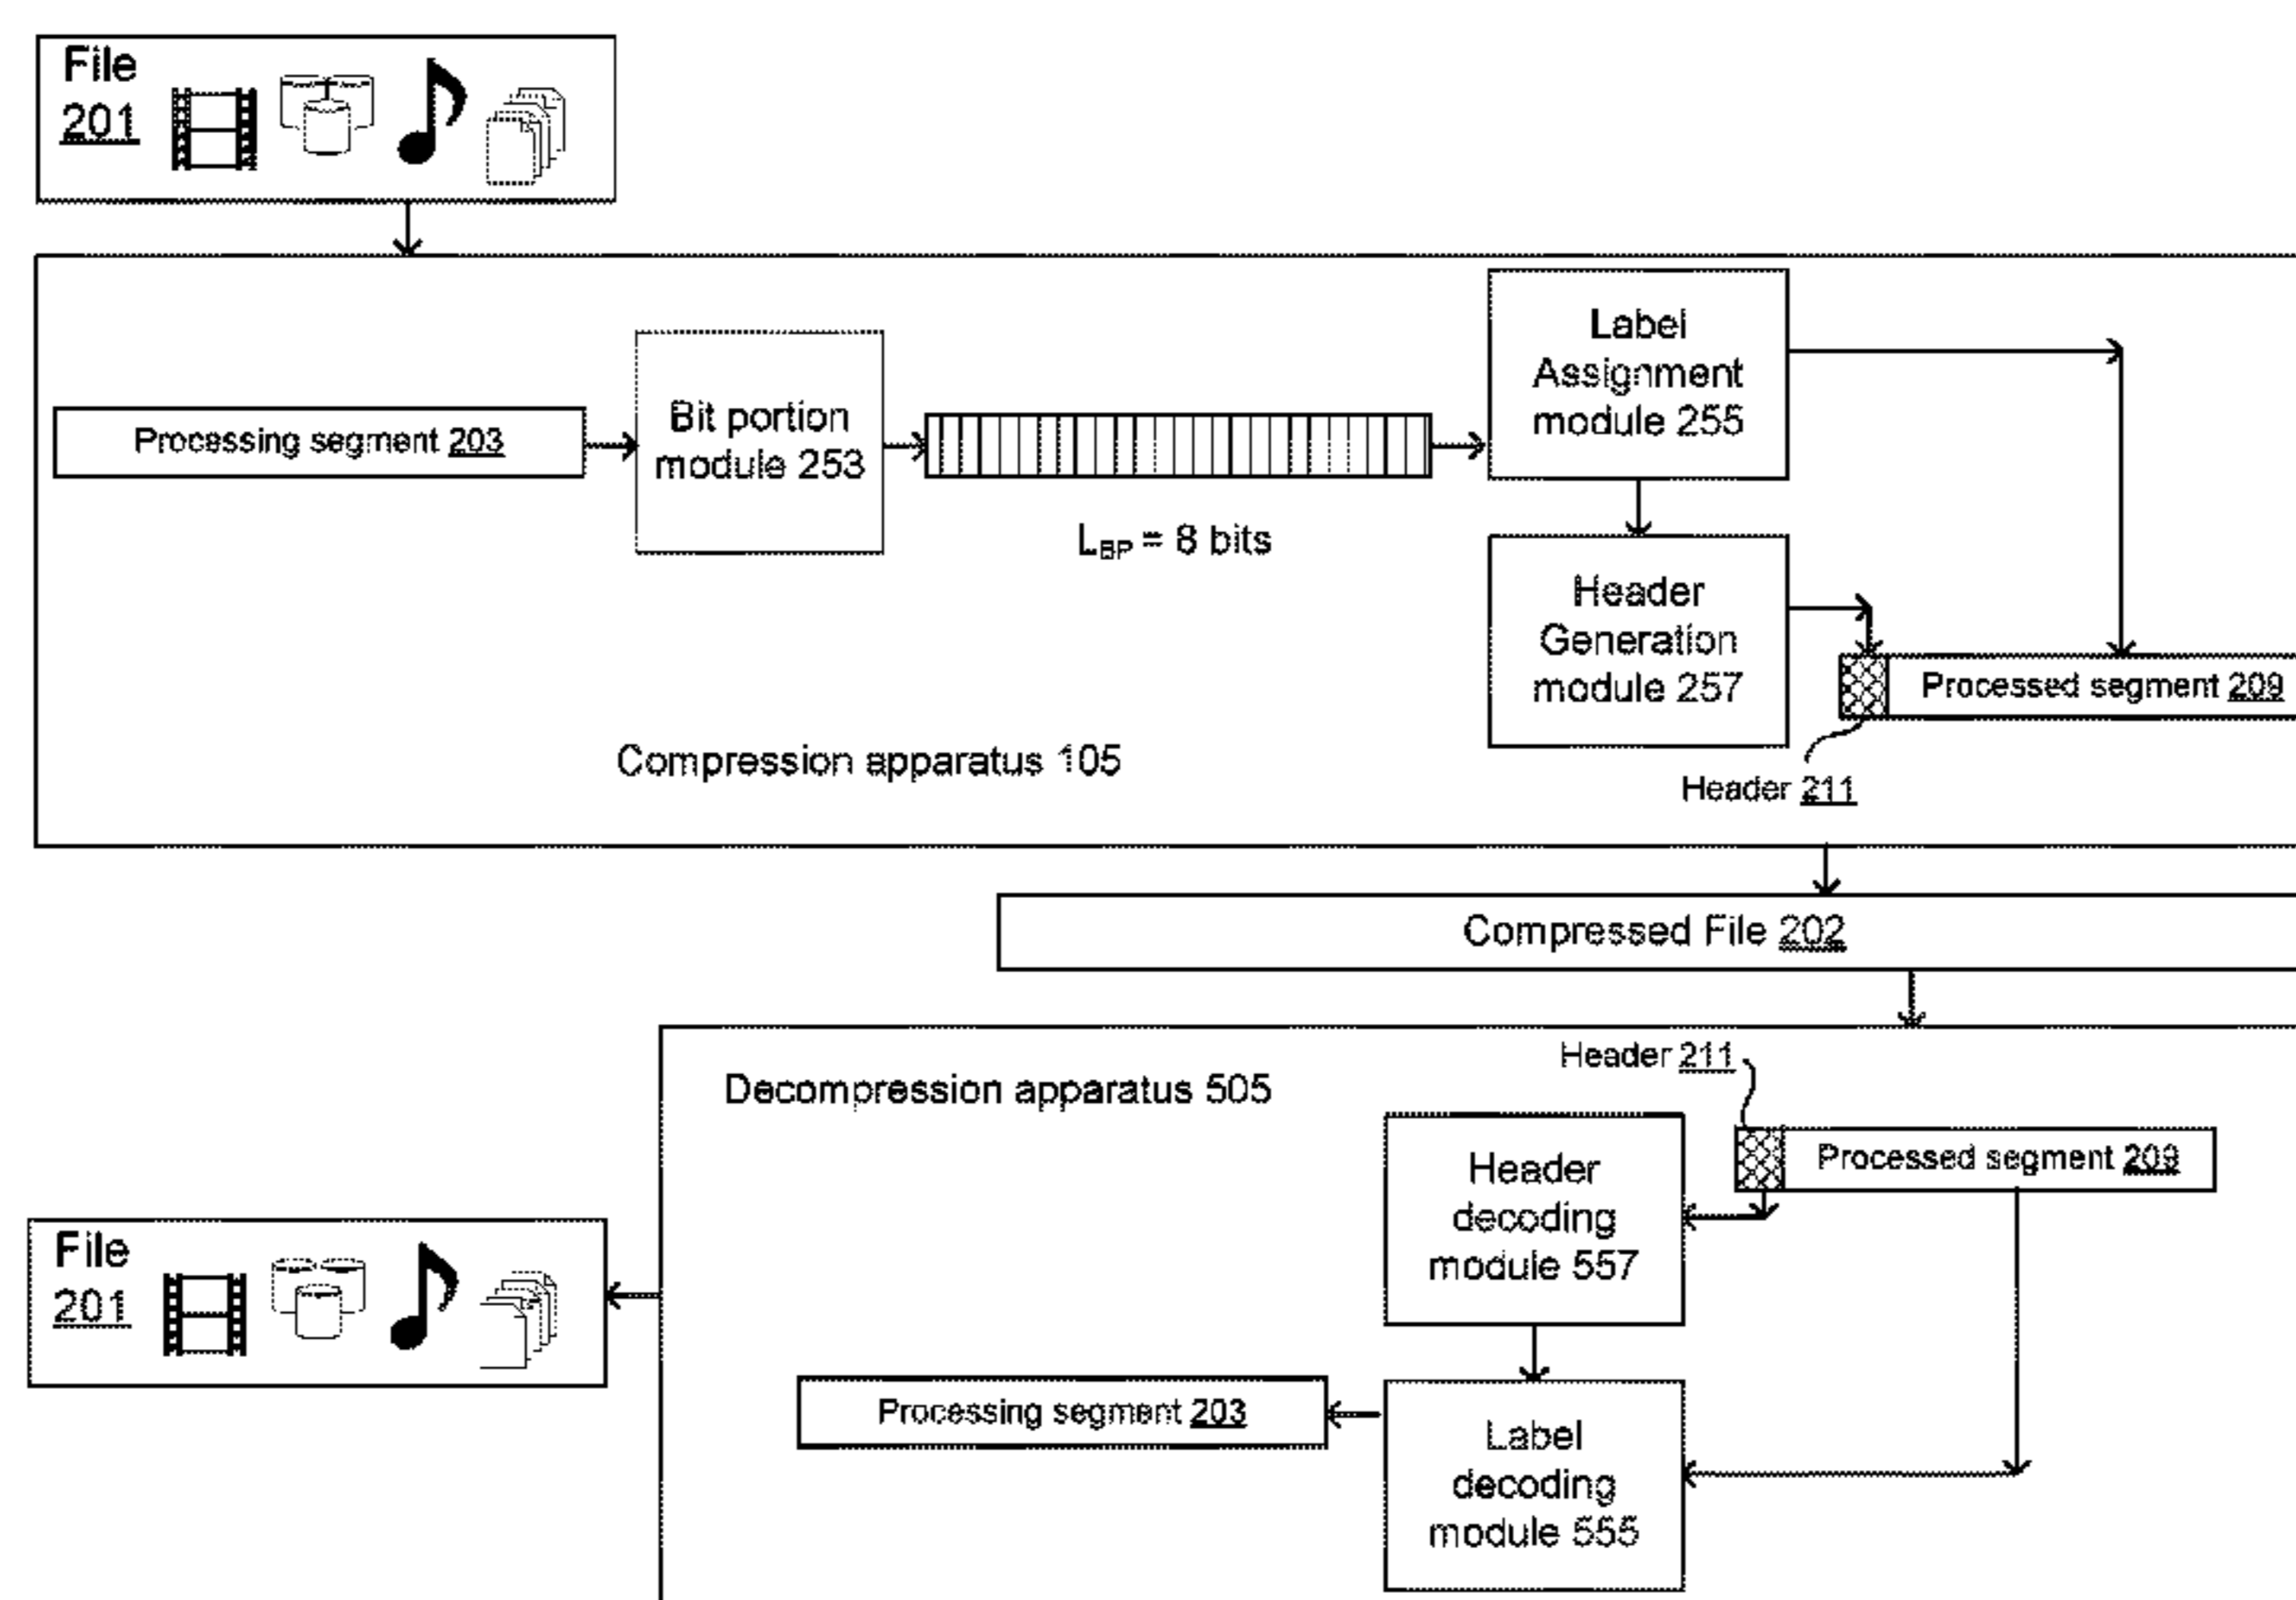 File
201
Label
Assignment
module 255
Processing segment 203
Bit portion
module 253
L_BP = 8 bits
Header
Generation
module 257
Processed segment 209
Compression apparatus 105
Header 211
Compressed File 202
Header 211
Decompression apparatus 505
Header
decoding
module 557
Processed segment 209
File
201
Processing segment 203
Label
decoding
module 555